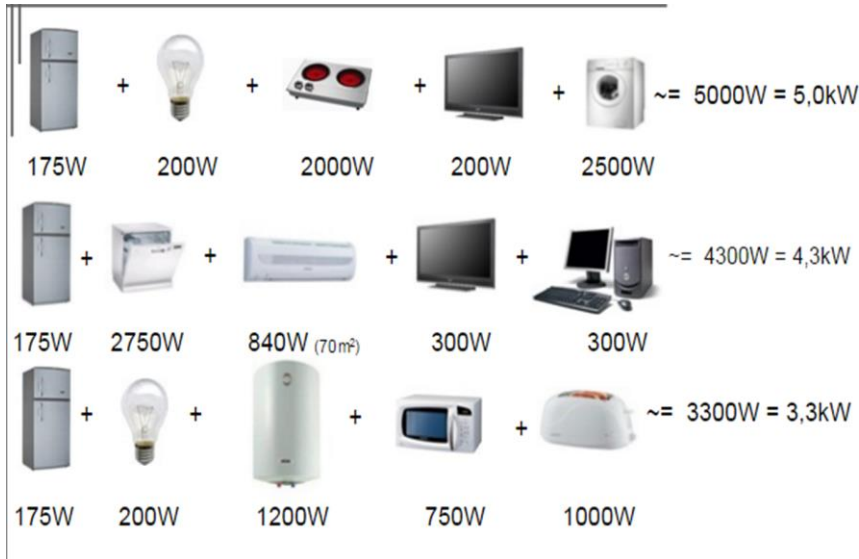 + + + + ~= 5000W = 5,0kW
175W 200W 2000W 200W 2500W
+ + + + ~= 4300W = 4,3kW
175W 2750W 840W (70m²) 300W 300W
+ + + + ~= 3300W = 3,3kW
175W 200W 1200W 750W 1000W